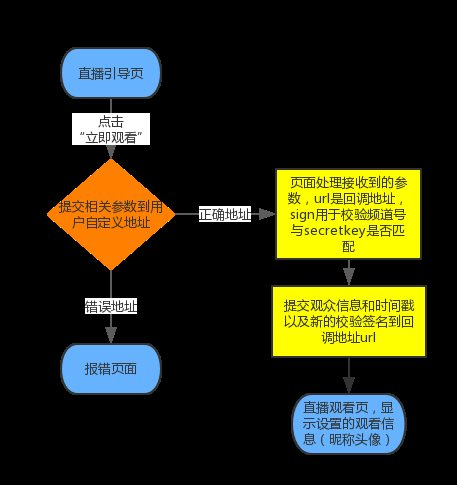 直播引导页
点击
“立即观看”
提交相关参数到用
户自定义地址
正确地址
页面处理接收到的参
数，url是回调地址，
sign用于校验频道号
与secretkey是否匹
配
错误地址
提交观众信息和时间戳
以及新的校验签名到回
调地址url
报错页面
直播观看页，显
示设置的观看信
息（昵称头像）